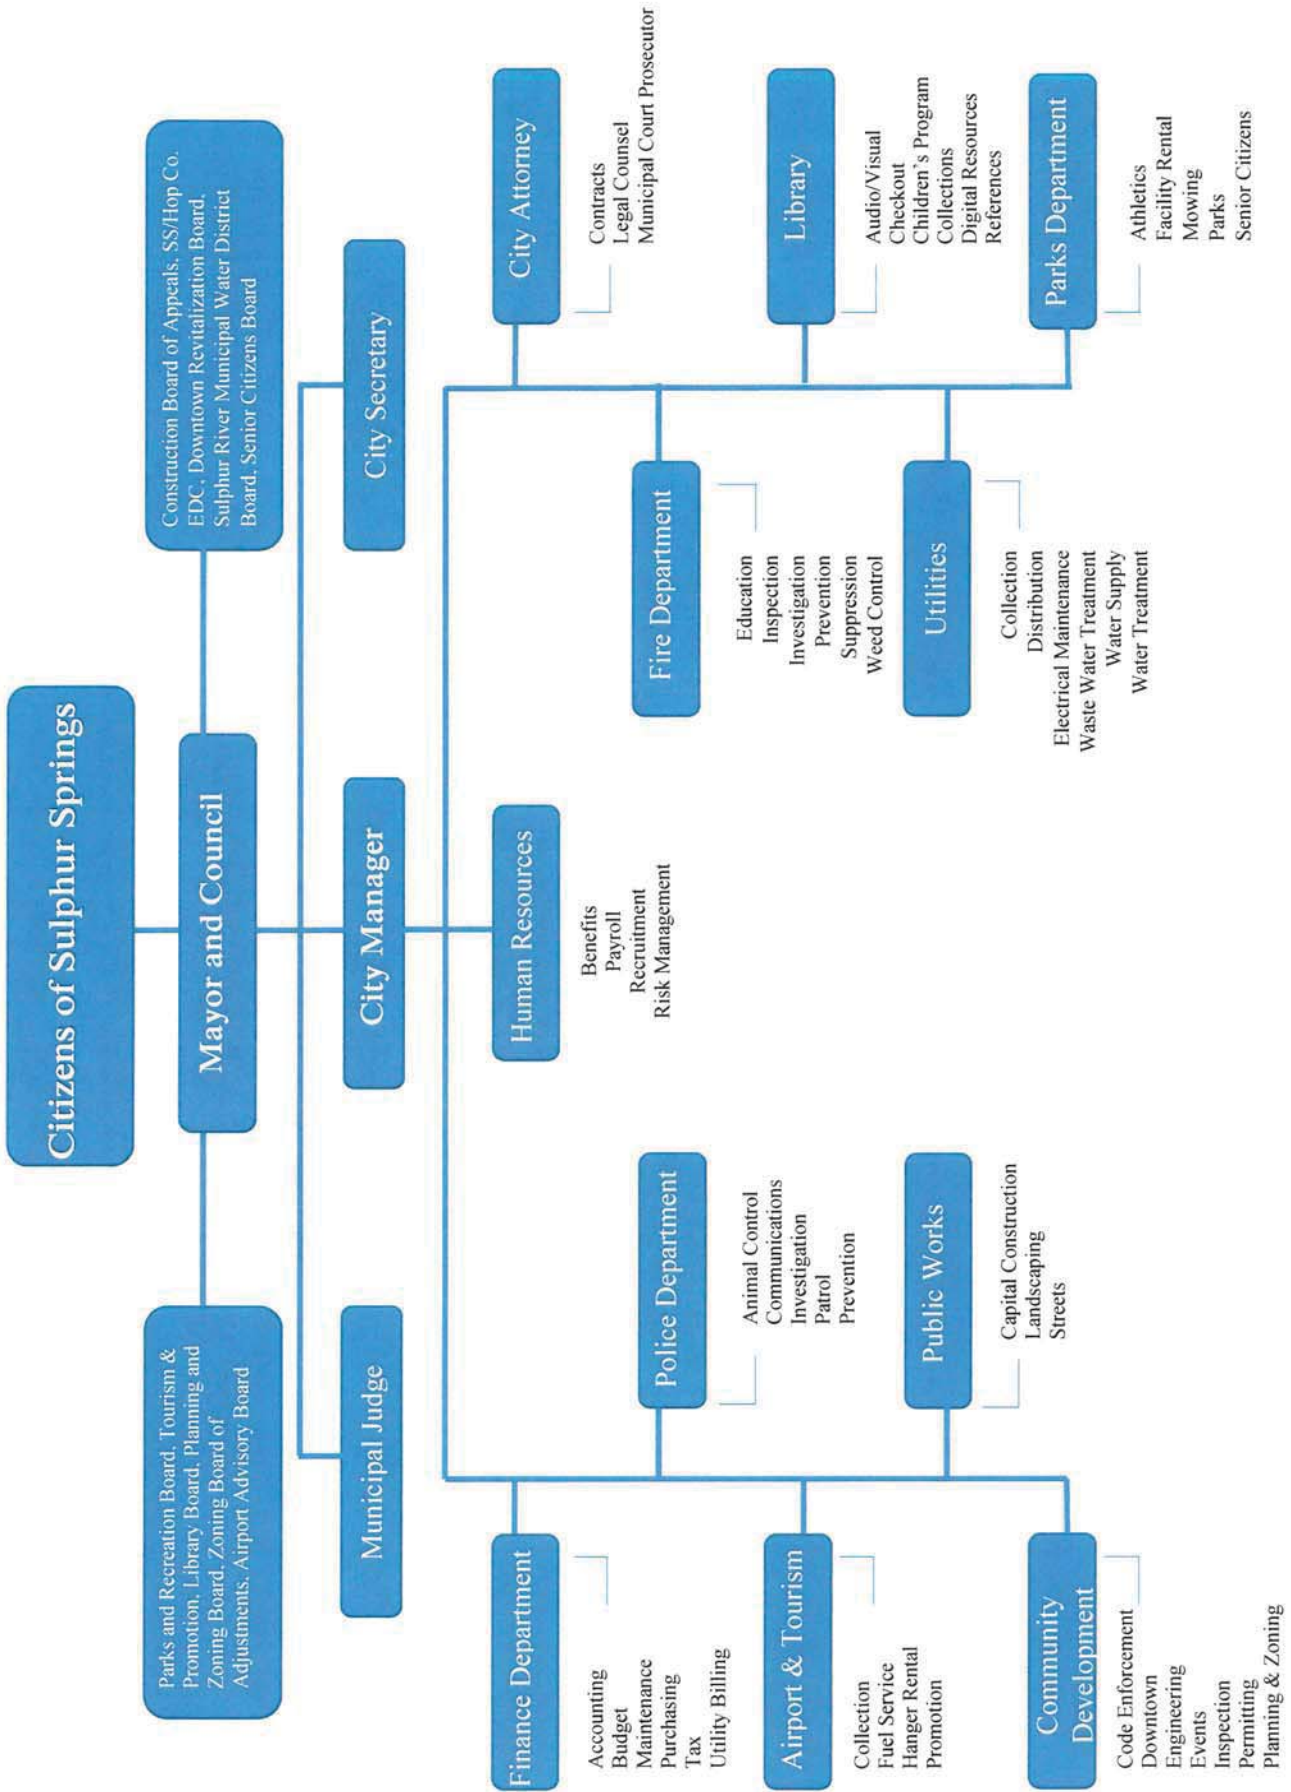 Citizens of Sulphur Springs
Parks and Recreation Board, Tourism &
Promotion, Library Board, Planning and
Zoning Board, Zoning Board of
Adjustments, Airport Advisory Board
Mayor and Council
Construction Board of Appeals, SS/Hop Co.
EDC, Downtown Revitalization Board,
Sulphur River Municipal Water District
Board, Senior Citizens Board
Municipal Judge
City Manager
City Secretary
Finance Department
Accounting
Budget
Maintenance
Purchasing
Tax
Utility Billing
Human Resources
Benefits
Payroll
Recruitment
Risk Management
City Attorney
Contracts
Legal Counsel
Municipal Court Prosecutor
Police Department
Animal Control
Communications
Investigation
Patrol
Prevention
Fire Department
Education
Inspection
Investigation
Prevention
Suppression
Weed Control
Airport & Tourism
Collection
Fuel Service
Hanger Rental
Promotion
Library
Audio/Visual
Checkout
Children's Program
Collections
Digital Resources
References
Public Works
Capital Construction
Landscaping
Streets
Utilities
Collection
Distribution
Electrical Maintenance
Waste Water Treatment
Water Supply
Water Treatment
Community
Development
Code Enforcement
Downtown
Engineering
Events
Inspection
Permitting
Planning & Zoning
Parks Department
Athletics
Facility Rental
Mowing
Parks
Senior Citizens